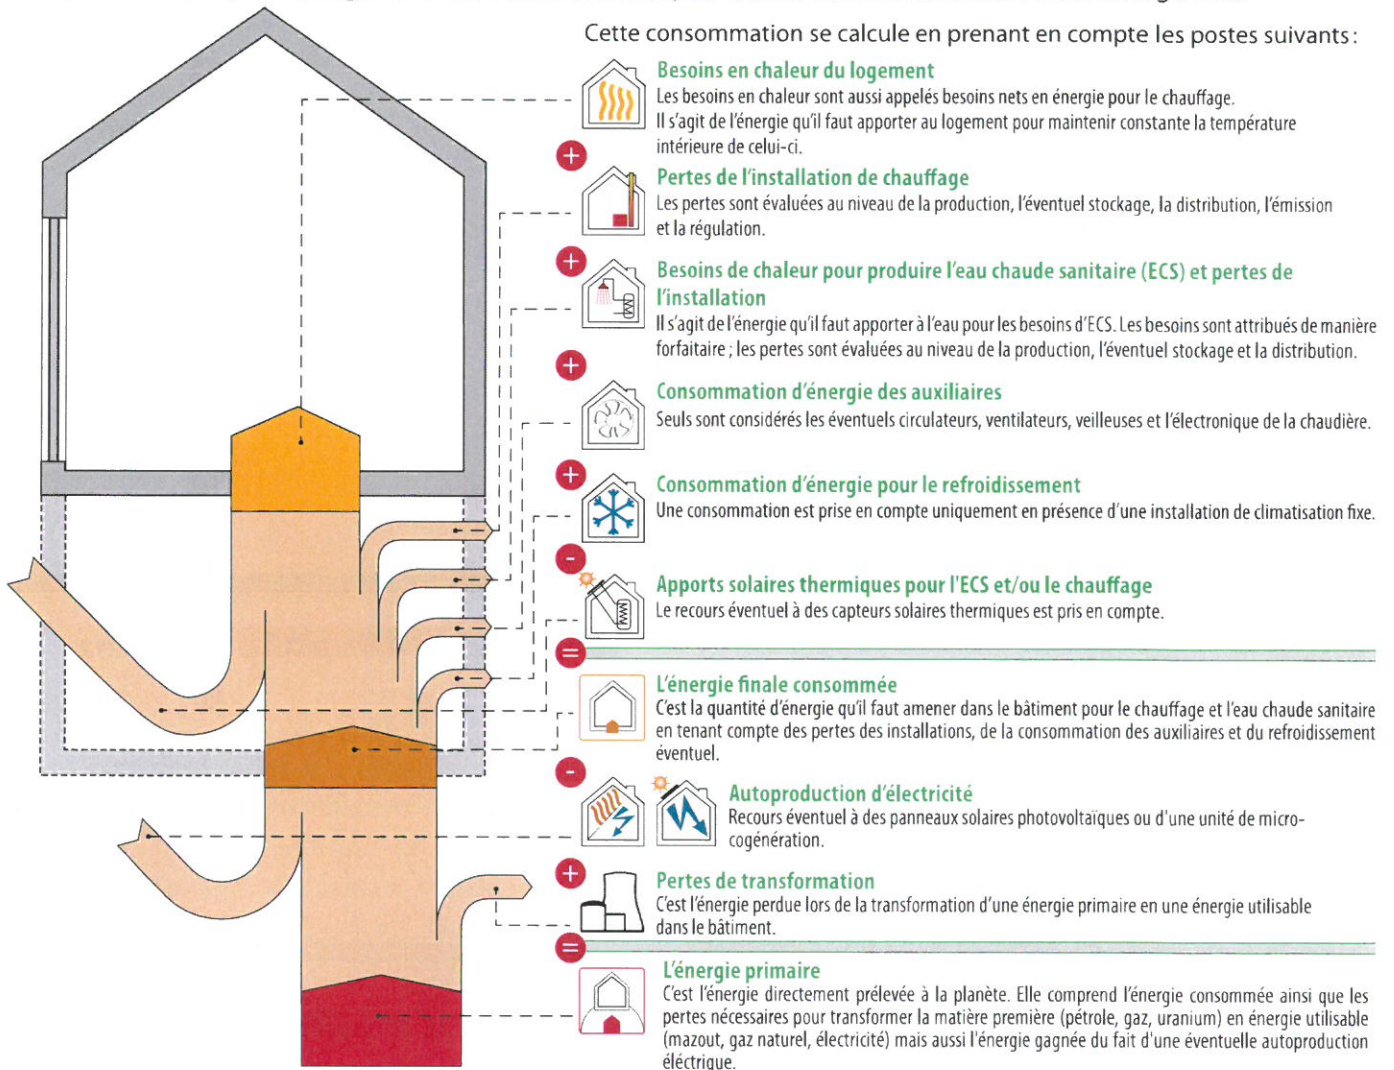 Cette consommation se calcule en prenant en compte les postes suivants :
Besoins en chaleur du logement
Les besoins en chaleur sont aussi appelés besoins nets en énergie pour le chauffage.
Il s'agit de l'énergie qu'il faut apporter au logement pour maintenir constante la température
intérieure de celui-ci.
+
Pertes de l'installation de chauffage
Les pertes sont évaluées au niveau de la production, l'éventuel stockage, la distribution, l'émission
et la régulation.
+
Besoins de chaleur pour produire l'eau chaude sanitaire (ECS) et pertes de
l'installation
Il s'agit de l'énergie qu'il faut apporter à l'eau pour les besoins d'ECS. Les besoins sont attribués de manière
forfaitaire ; les pertes sont évaluées au niveau de la production, l'éventuel stockage et la distribution.
+
Consommation d'énergie des auxiliaires
Seuls sont considérés les éventuels circulateurs, ventilateurs, veilleuses et l'électronique de la chaudière.
+
Consommation d'énergie pour le refroidissement
Une consommation est prise en compte uniquement en présence d'une installation de climatisation fixe.
-
Apports solaires thermiques pour l'ECS et/ou le chauffage
Le recours éventuel à des capteurs solaires thermiques est pris en compte.
=
L'énergie finale consommée
C'est la quantité d'énergie qu'il faut amener dans le bâtiment pour le chauffage et l'eau chaude sanitaire
en tenant compte des pertes des installations, de la consommation des auxiliaires et du refroidissement
éventuel.
-
Autoproduction d'électricité
Recours éventuel à des panneaux solaires photovoltaïques ou d'une unité de micro-
cogénération.
+
Pertes de transformation
C'est l'énergie perdue lors de la transformation d'une énergie primaire en une énergie utilisable
dans le bâtiment.
=
L'énergie primaire
C'est l'énergie directement prélevée à la planète. Elle comprend l'énergie consommée ainsi que les
pertes nécessaires pour transformer la matière première (pétrole, gaz, uranium) en énergie utilisable
(mazout, gaz naturel, électricité) mais aussi l'énergie gagnée du fait d'une éventuelle autoproduction
éléctrique.